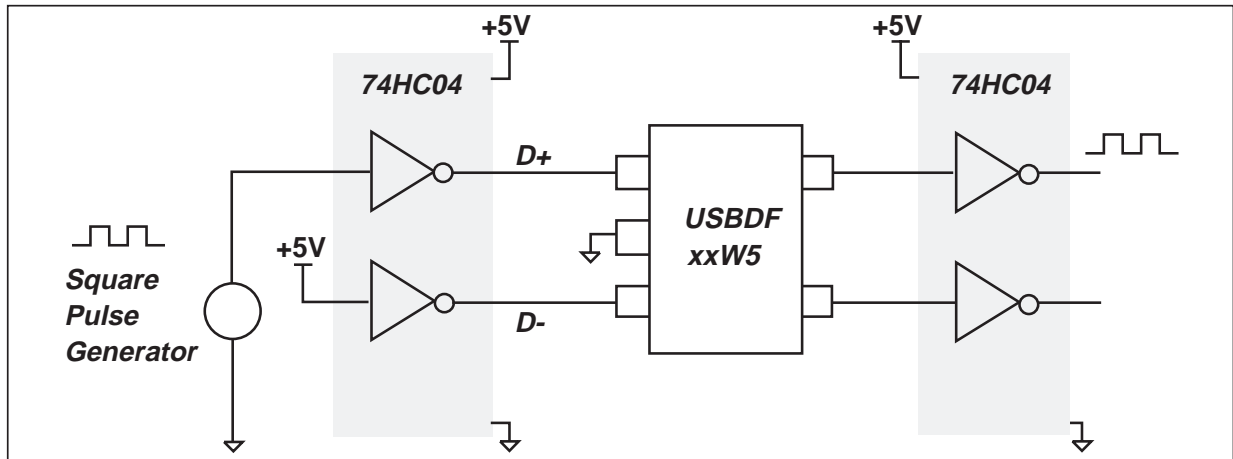 +5V
+5V
74HC04
74HC04
D+
USBDF
xxW5
+5V
Square
Pulse
Generator
D-